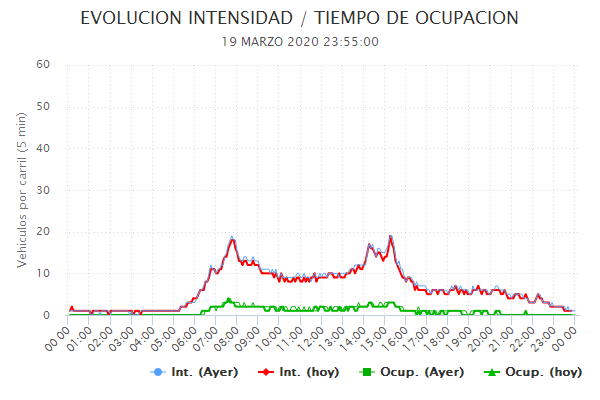 EVOLUCION INTENSIDAD / TIEMPO DE OCUPACION
19 MARZO 2020 23:55:00
Vehiculos por carril (5 min)
60
50
40
30
20
10
0
00:00 01:00 02:00 03:00 04:00 05:00 06:00 07:00 08:00 09:00 10:00 11:00 12:00 13:00 14:00 15:00 16:00 17:00 18:00 19:00 20:00 21:00 22:00 23:00 00:00
Int. (Ayer) Int. (hoy) Ocup. (Ayer) Ocup. (hoy)